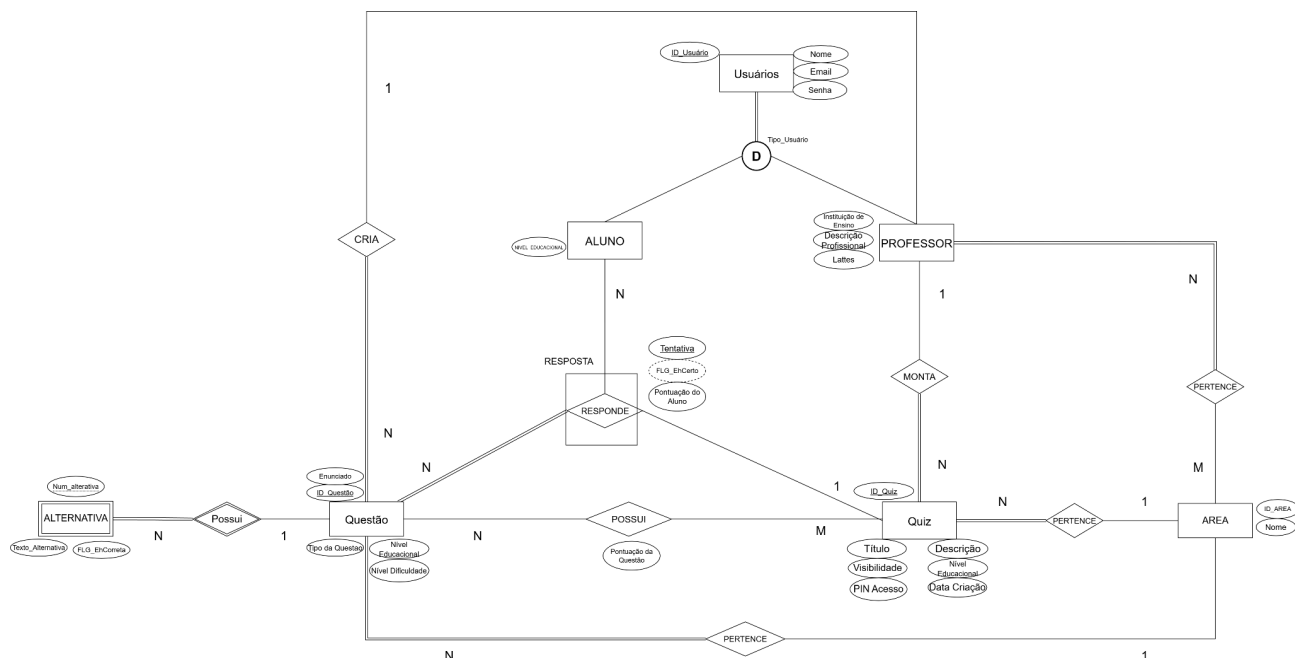 ID_Usuário
Usuários
Nome
Email
Senha
1
Tipo_Usuário
D
CRIA
NIVEL_EDUCACIONAL
ALUNO
Instituição de
Ensino
Descrição
Profissional
Lattes
PROFESSOR
N
1
N
RESPOSTA
Tentativa
FLG_EhCerto
Pontuação do
Aluno
RESPONDE
MONTA
PERTENCE
N
N
1
N
M
Num_alterativa
ALTERNATIVA
Texto_Alternativa
FLG_EhCorreta
N
Possui
1
Enunciado
ID_Questão
Questão
Tipo da Questao
Nível
Educacional
Nível Dificuldade
N
POSSUI
Pontuação da
Questão
M
ID_Quiz
Quiz
Título
Visibilidade
PIN Acesso
Descrição
Nível
Educacional
Data Criação
N
PERTENCE
1
AREA
ID_AREA
Nome
N
PERTENCE
1